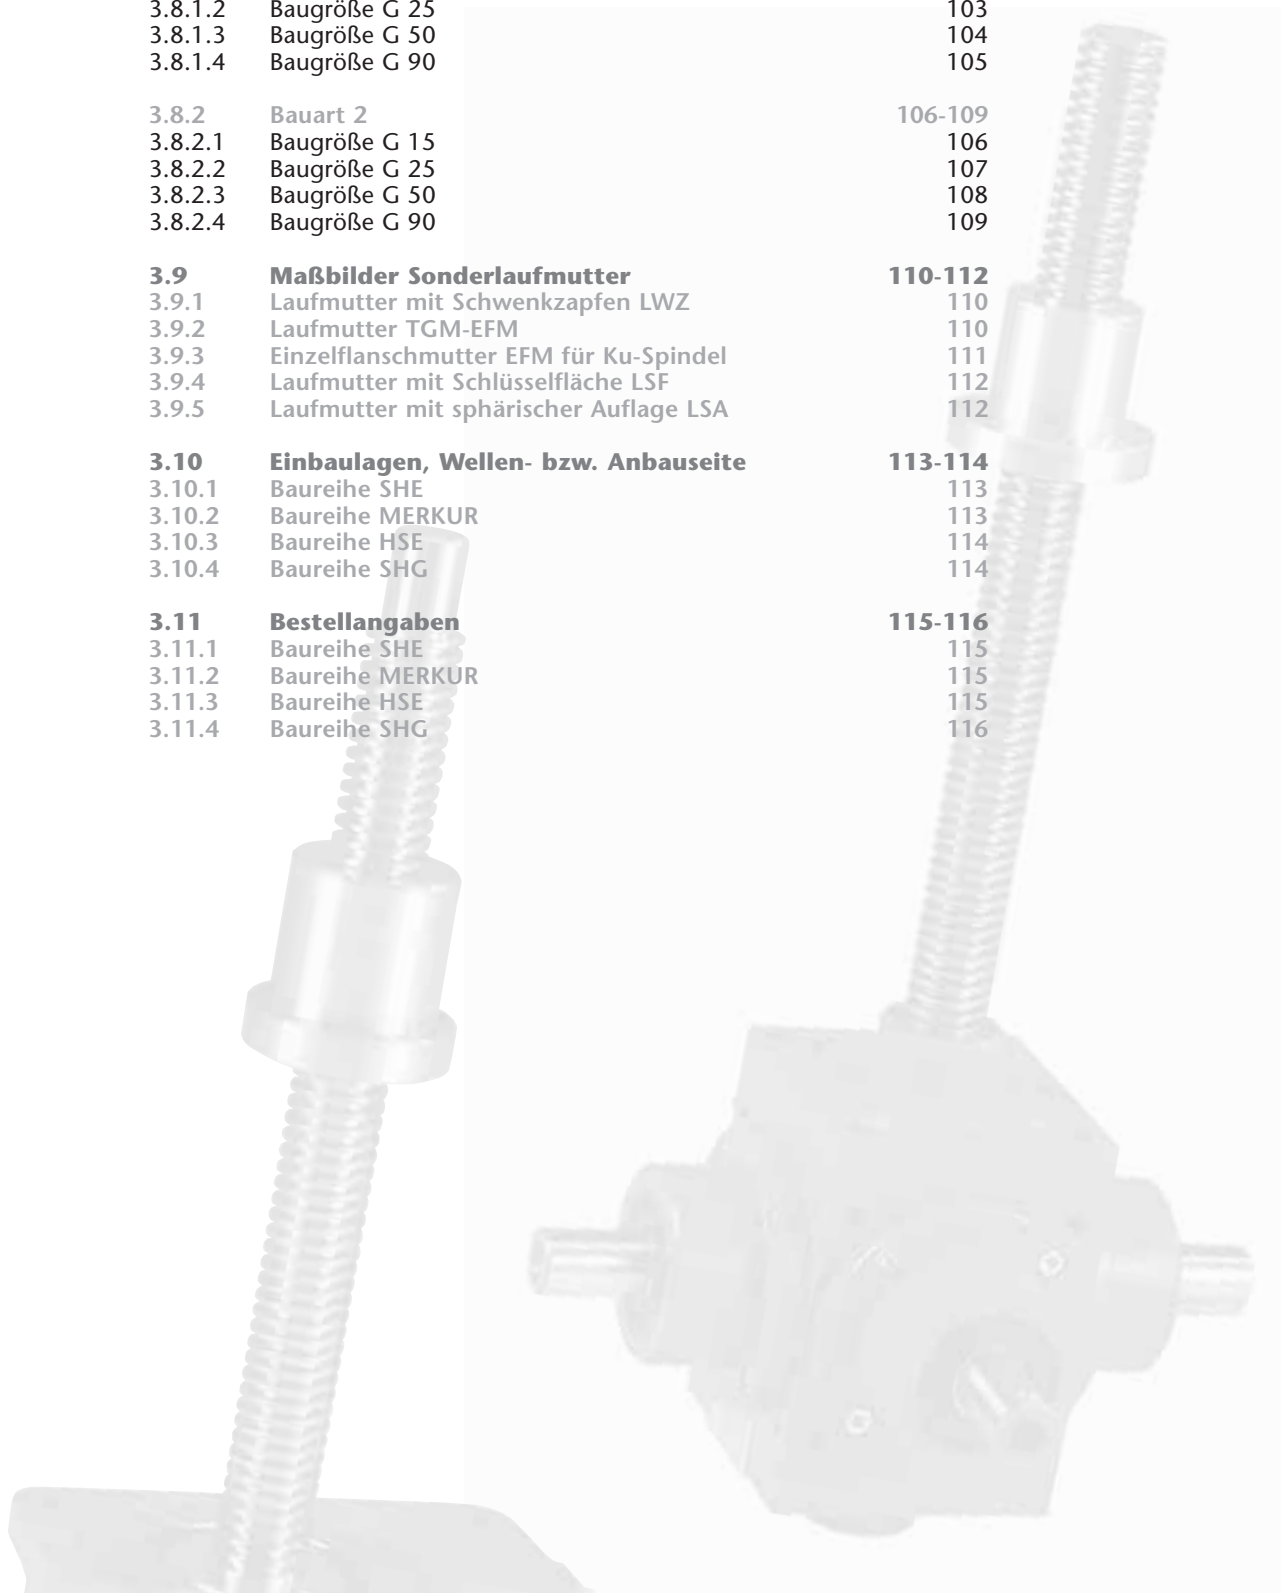 3.8.1.2 Baugröße G 25 103
3.8.1.3 Baugröße G 50 104
3.8.1.4 Baugröße G 90 105
3.8.2 Bauart 2 106-109
3.8.2.1 Baugröße G 15 106
3.8.2.2 Baugröße G 25 107
3.8.2.3 Baugröße G 50 108
3.8.2.4 Baugröße G 90 109
3.9 Maßbilder Sonderlaufmutter 110-112
3.9.1 Laufmutter mit Schwenkzapfen LWZ 110
3.9.2 Laufmutter TGM-EFM 110
3.9.3 Einzelflanschmutter EFM für Ku-Spindel 111
3.9.4 Laufmutter mit Schlüsselfläche LSF 112
3.9.5 Laufmutter mit sphärischer Auflage LSA 112
3.10 Einbaulagen, Wellen- bzw. Anbauseite 113-114
3.10.1 Baureihe SHE 113
3.10.2 Baureihe MERKUR 113
3.10.3 Baureihe HSE 114
3.10.4 Baureihe SHG 114
3.11 Bestellangaben 115-116
3.11.1 Baureihe SHE 115
3.11.2 Baureihe MERKUR 115
3.11.3 Baureihe HSE 115
3.11.4 Baureihe SHG 116